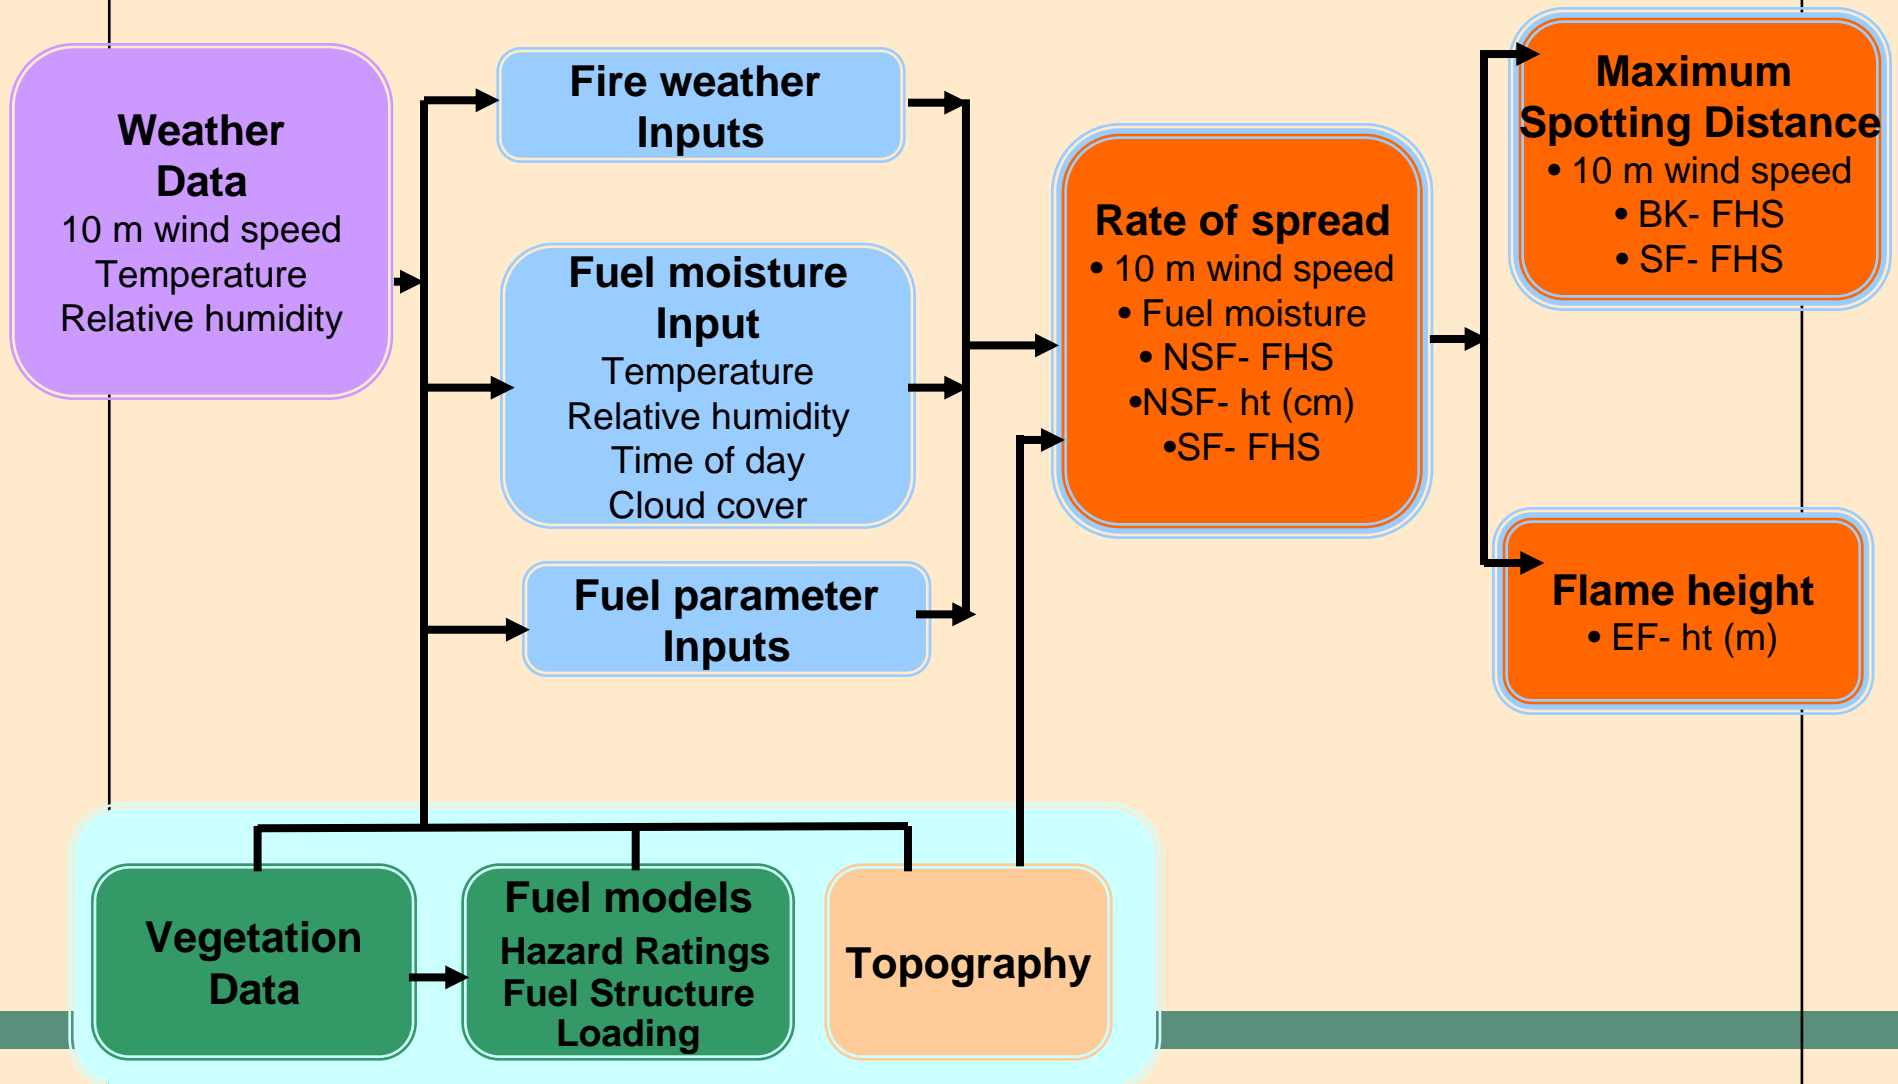 Weather
Data
10 m wind speed
Temperature
Relative humidity
Fire weather
Inputs
Fuel moisture
Input
Temperature
Relative humidity
Time of day
Cloud cover
Fuel parameter
Inputs
Rate of spread
• 10 m wind speed
• Fuel moisture
• NSF- FHS
•NSF- ht (cm)
•SF- FHS
Maximum
Spotting Distance
• 10 m wind speed
• BK- FHS
• SF- FHS
Flame height
• EF- ht (m)
Vegetation
Data
Fuel models
Hazard Ratings
Fuel Structure
Loading
Topography